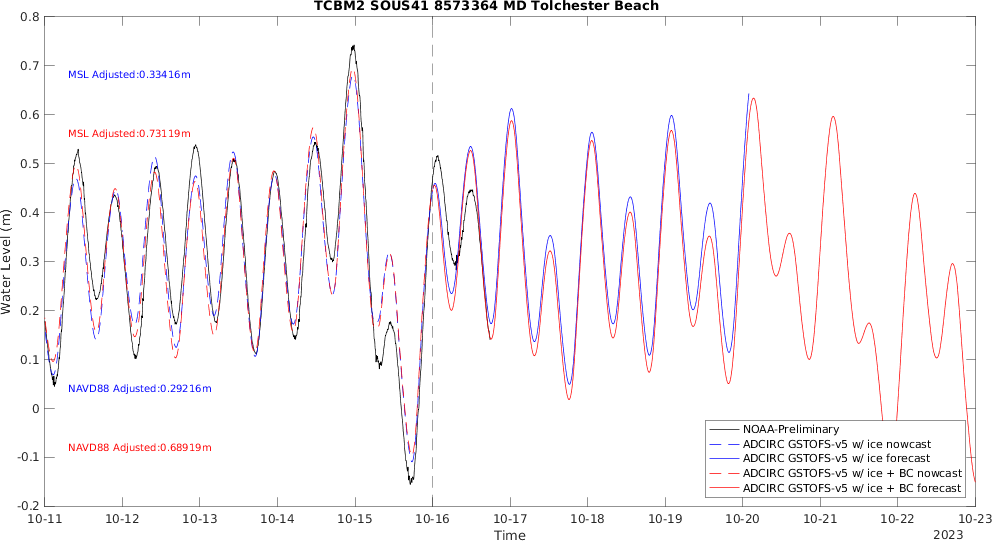 TCBM2 SOUS41 8573364 MD Tolchester Beach
0.8
0.7
0.6
0.5
0.4
0.3
0.2
0.1
0
-0.1
-0.2
Water Level (m)
MSL Adjusted:0.33416m
MSL Adjusted:0.73119m
NAVD88 Adjusted:0.29216m
NAVD88 Adjusted:0.68919m
NOAA-Preliminary
ADCIRC GSTOFS-v5 w/ ice nowcast
ADCIRC GSTOFS-v5 w/ ice forecast
ADCIRC GSTOFS-v5 w/ ice + BC nowcast
ADCIRC GSTOFS-v5 w/ ice + BC forecast
10-11 10-12 10-13 10-14 10-15 10-16 10-17 10-18 10-19 10-20 10-21 10-22 10-23
Time
2023